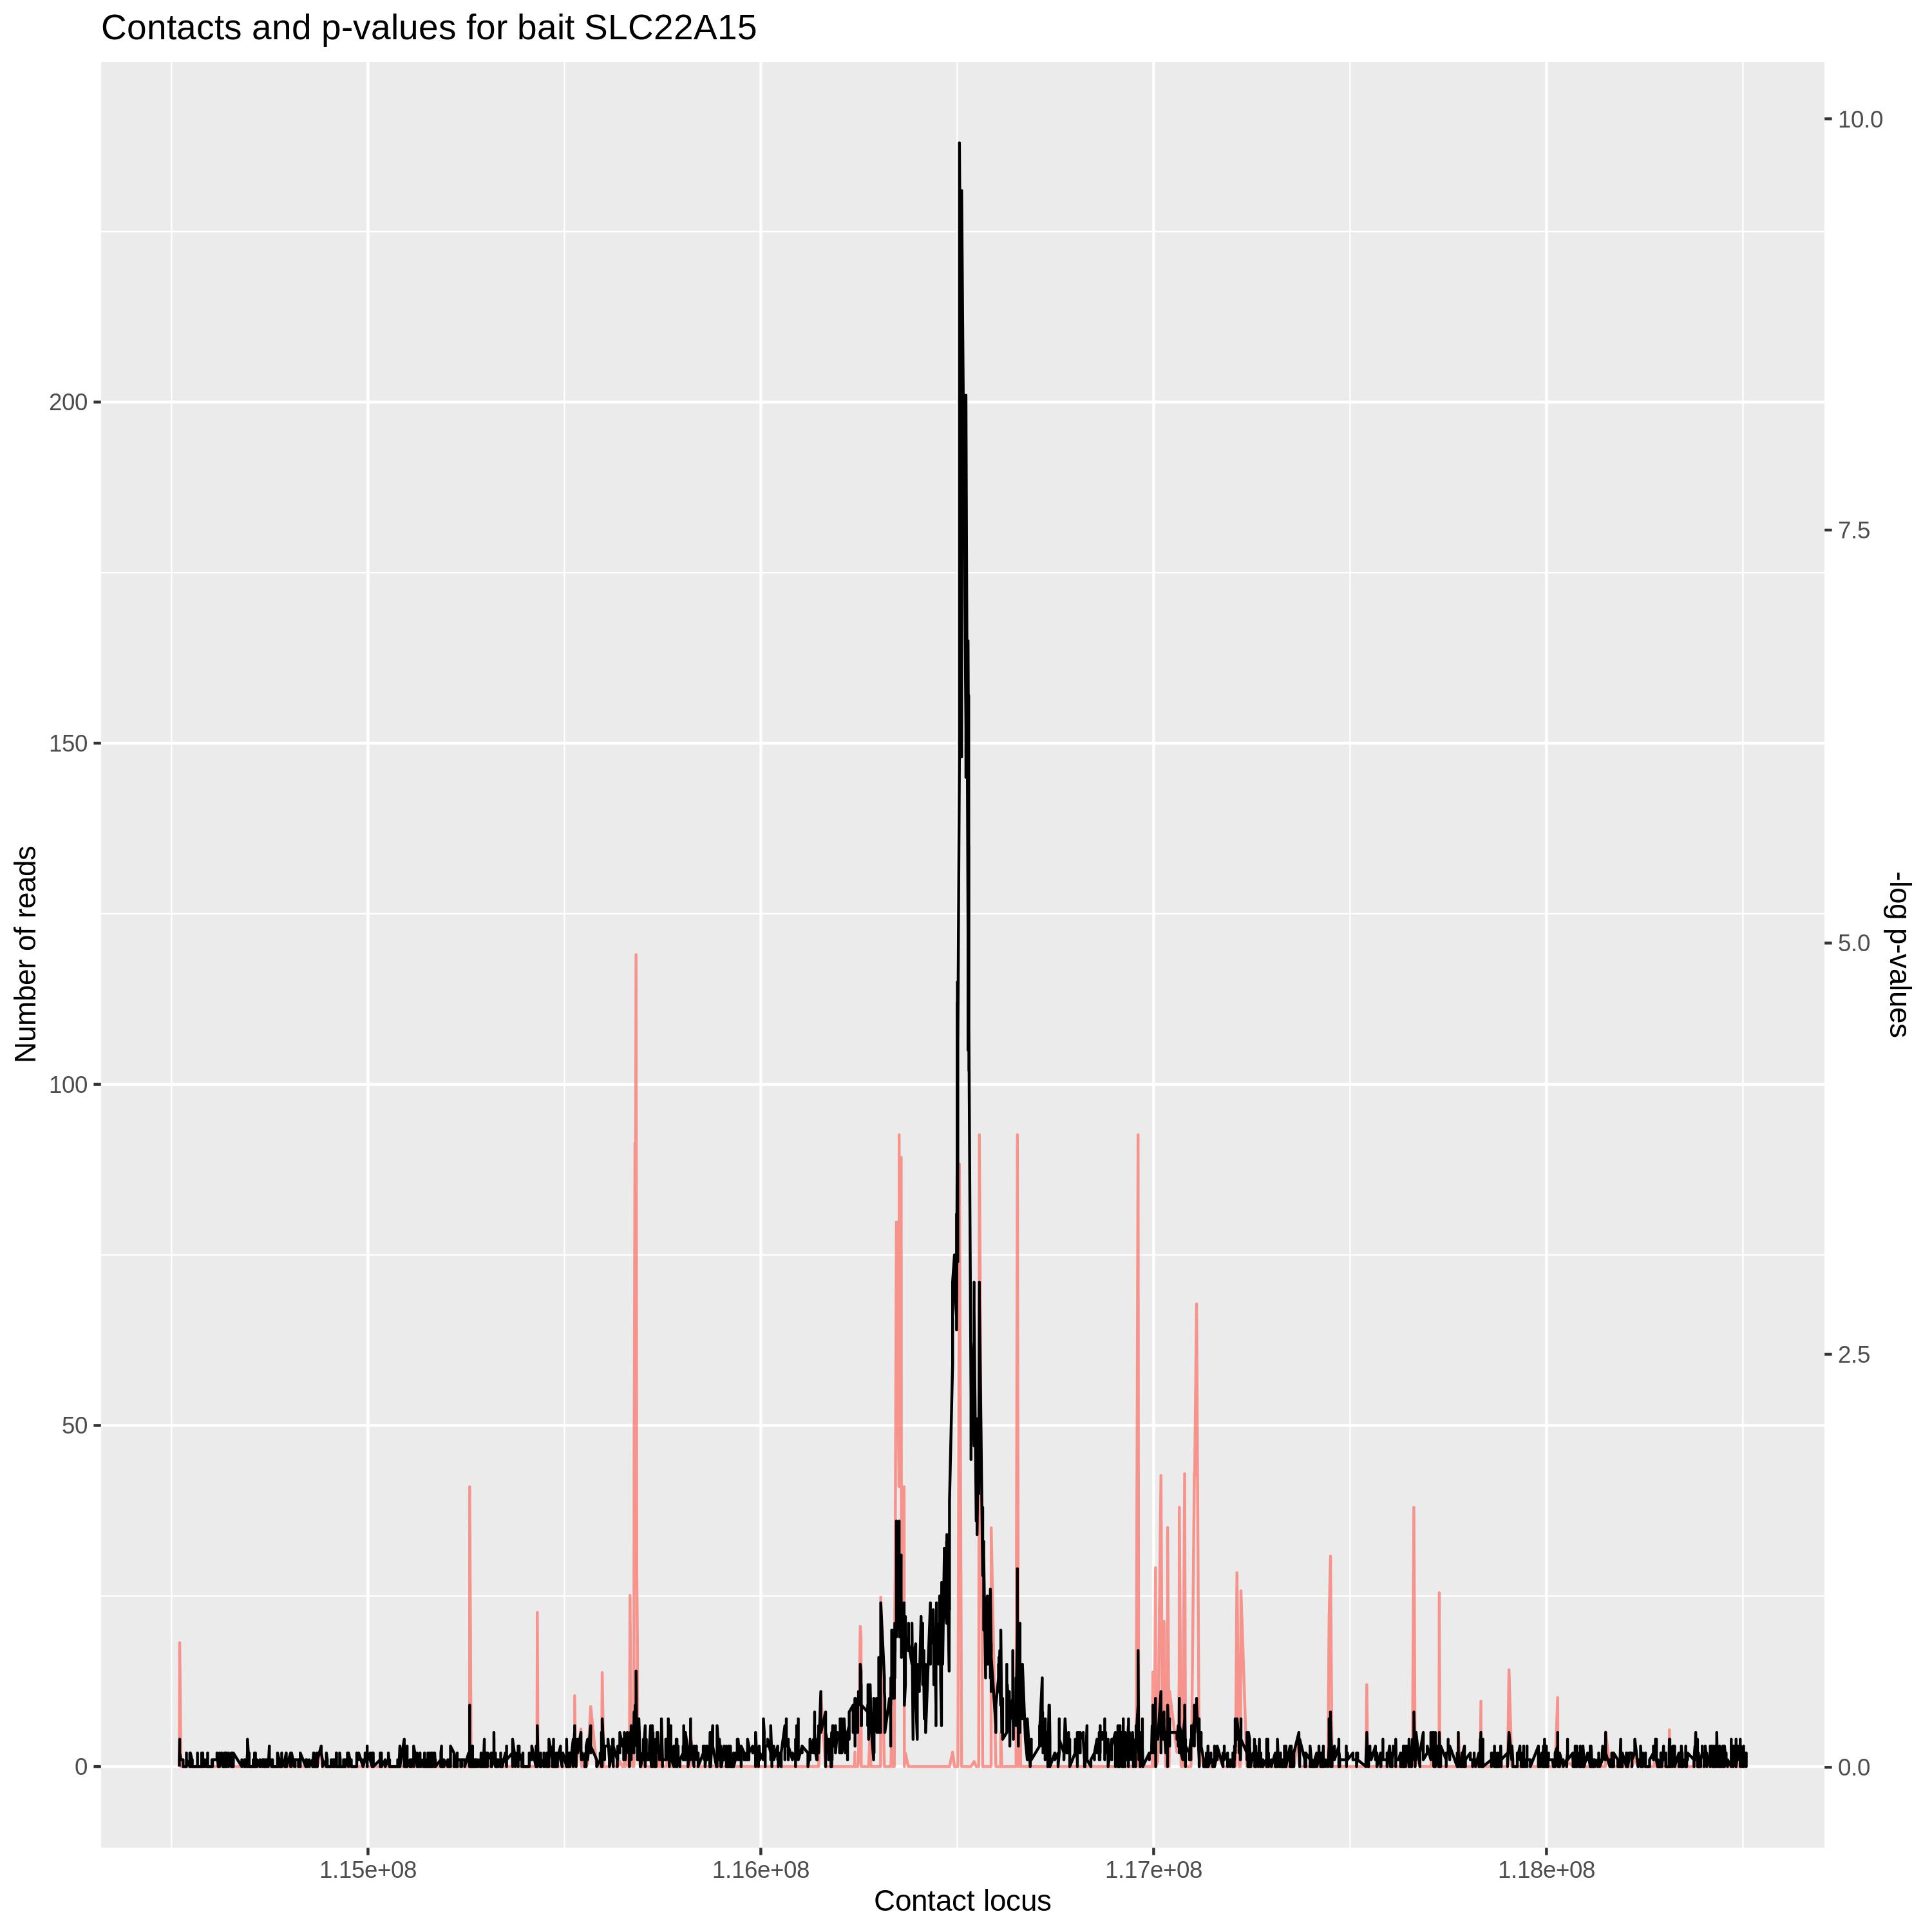 Contacts and p-values for bait SLC22A15
Number of reads
200
150
100
50
0
10.0
7.5
5.0
2.5
0.0
-log p-values
1.15e+08
1.16e+08
1.17e+08
1.18e+08
Contact locus